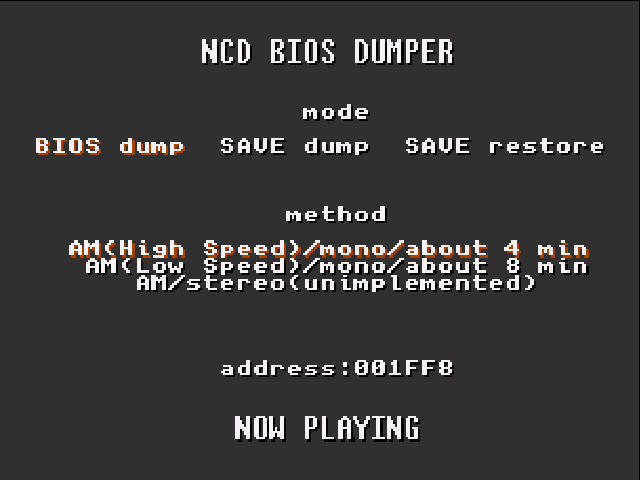 NCD BIOS DUMPER
mode
BIOS dump SAVE dump SAVE restore
method
AM(High Speed)/mono/about 4 min
AM(Low Speed)/mono/about 8 min
AM/stereo(unimplemented)
address:001FF8
NOW PLAYING